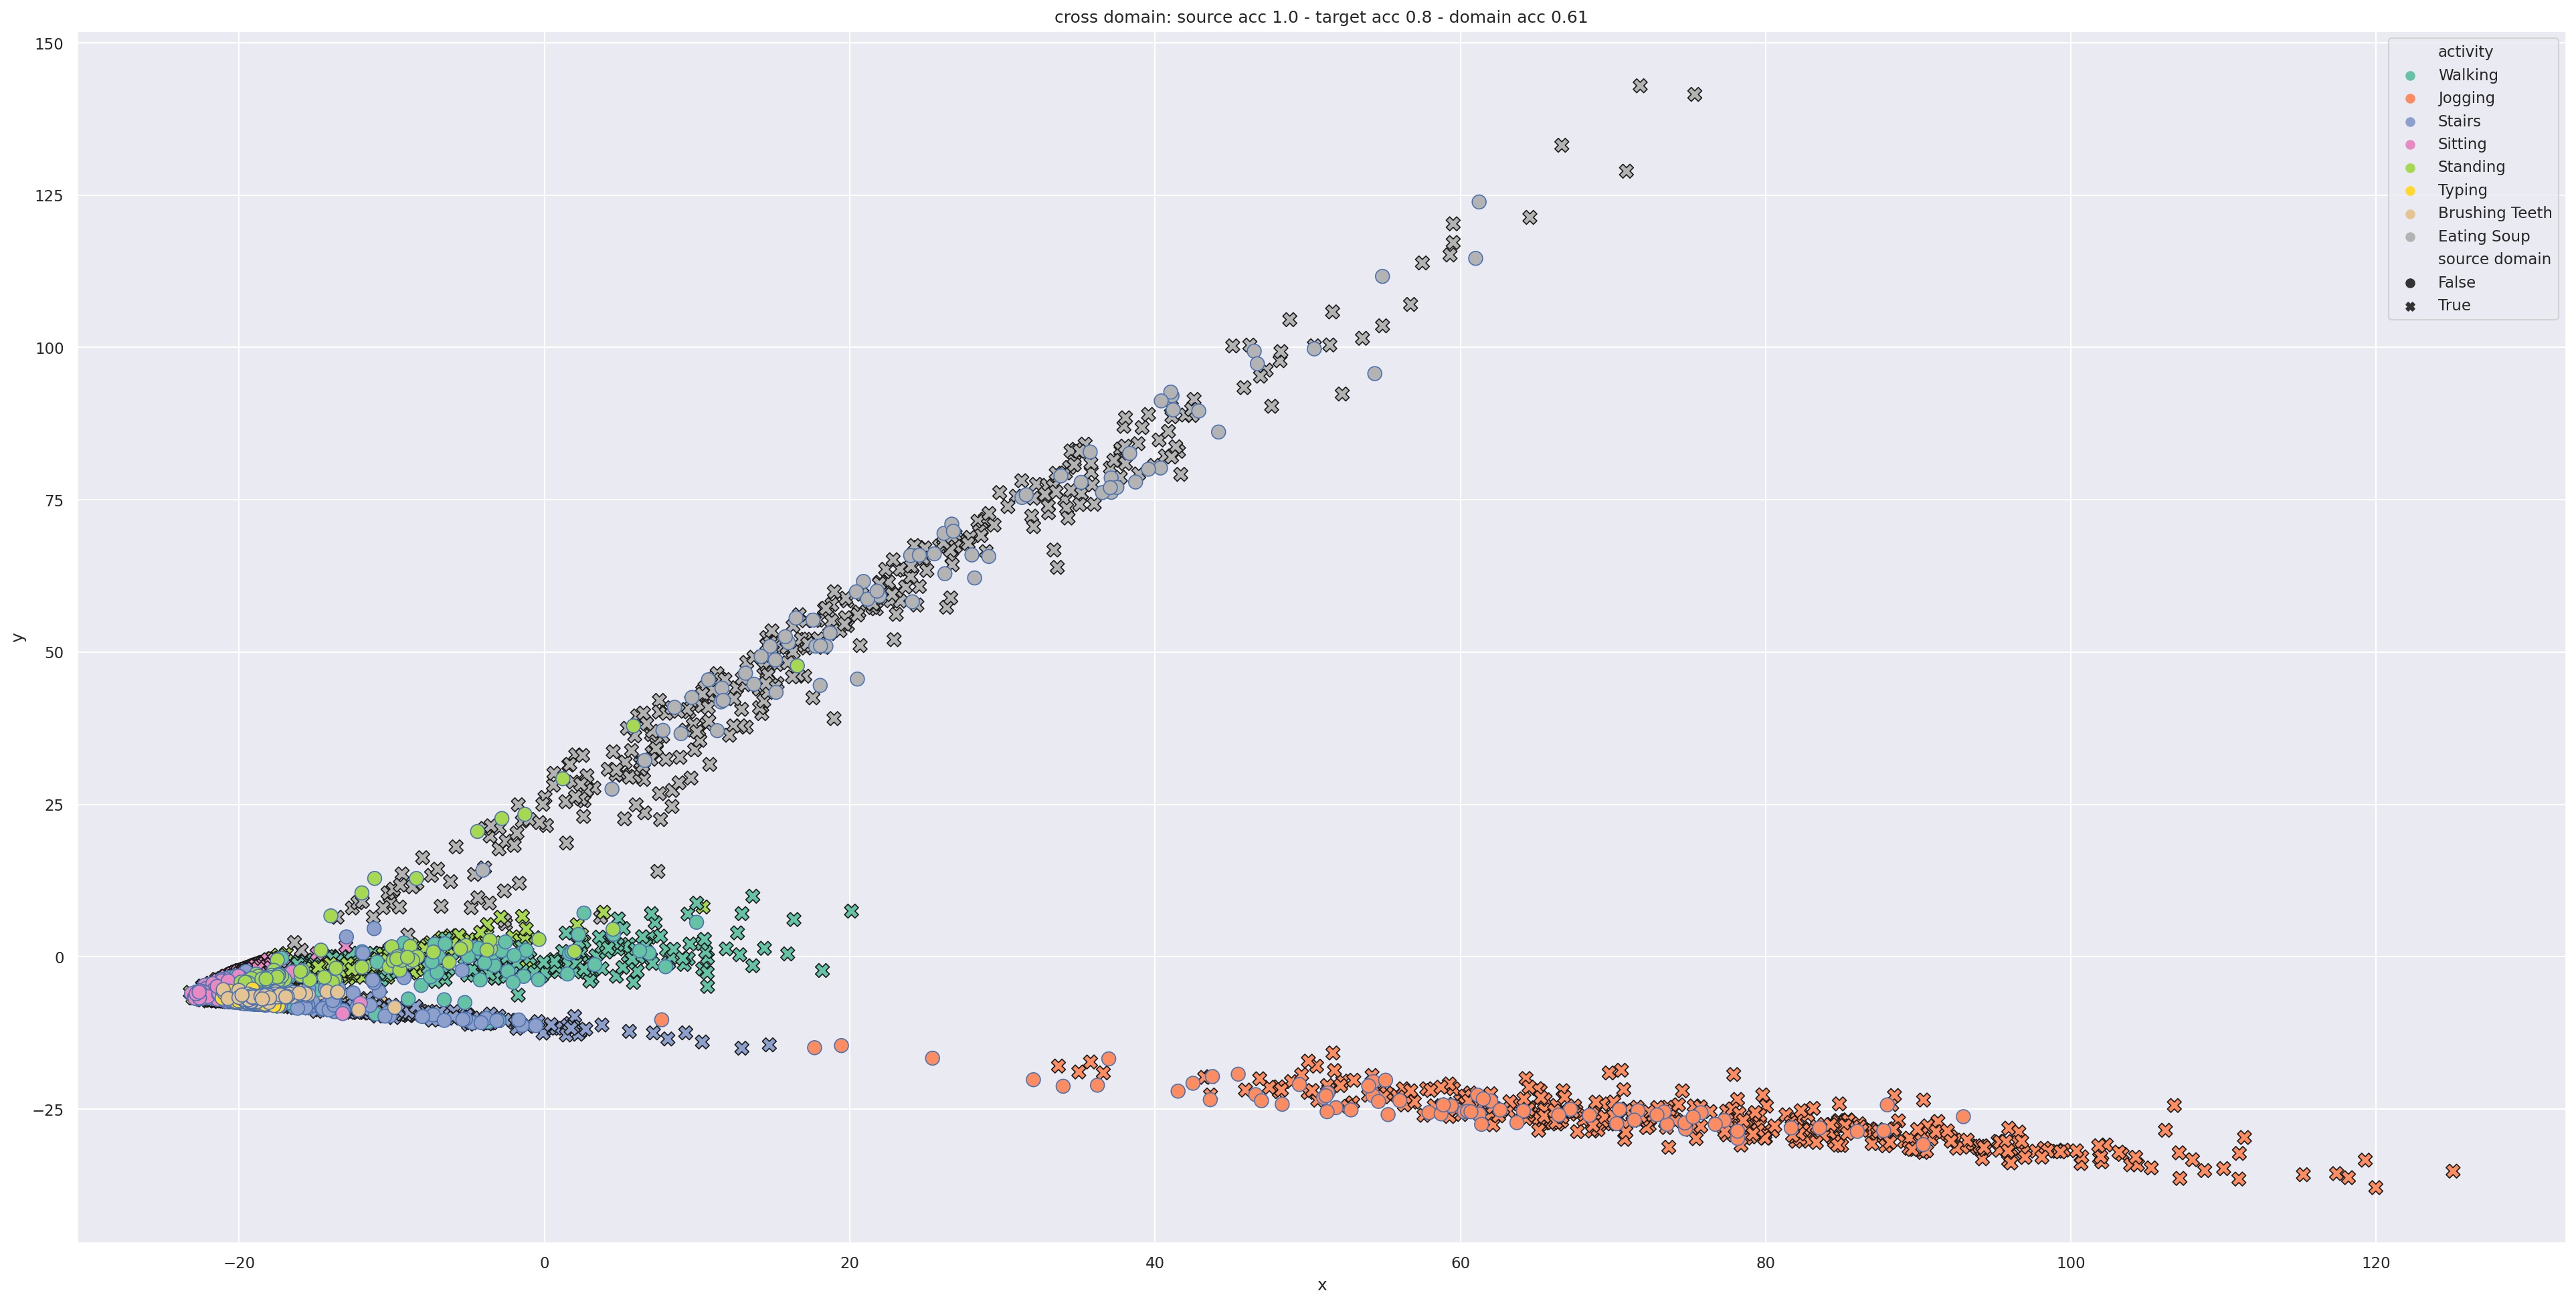 cross domain: source acc 1.0 - target acc 0.8 - domain acc 0.61
150
125
100
75
50
25
0
−25
y
−20
0
20
40
60
80
100
120
x
activity
Walking
Jogging
Stairs
Sitting
Standing
Typing
Brushing Teeth
Eating Soup
source domain
False
True